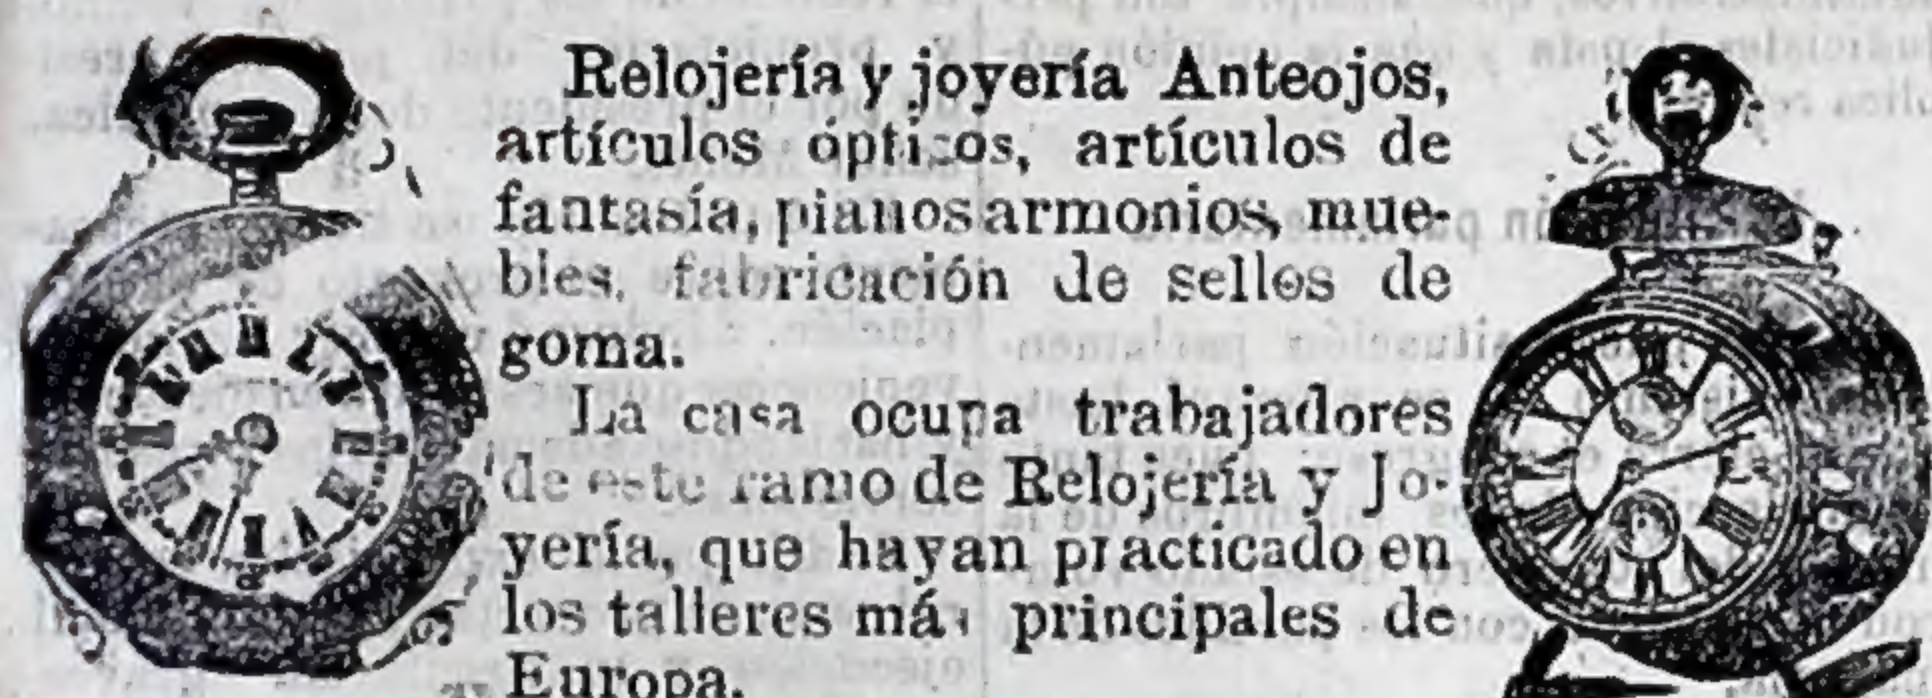 Relojería y joyería Anteojos,
artículos ópticos, artículos de
fantasía, pianos armonios, mue-
bles, fabricación de sellos de
goma.
La casa ocupa trabajadores
de este ramo de Relojería y Jo-
yería, que hayan practicado en
los talleres más principales de
Europa.